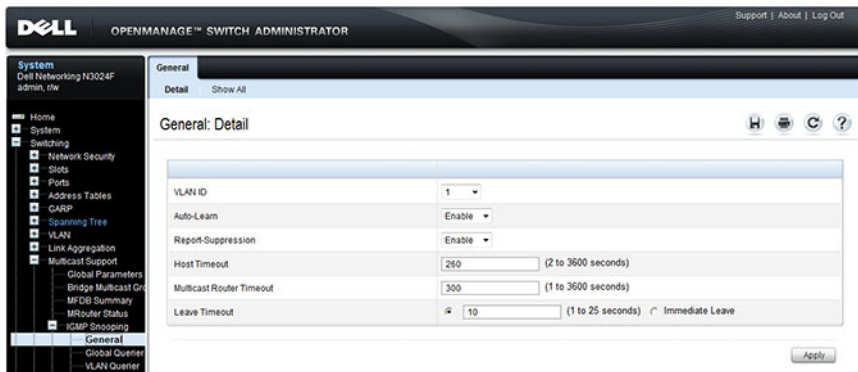 Support | About | Log Out
DELL OPENMANAGE™ SWITCH ADMINISTRATOR
System
Dell Networking N3024F
admin, r/w
Home
System
Switching
Network Security
Slots
Ports
Address Tables
GARP
Spanning Tree
VLAN
Link Aggregation
Multicast Support
Global Parameters
Bridge Multicast Gro
MFDB Summary
MRouter Status
IGMP Snooping
General
Global Querier
VLAN Querier
General
Detail Show All
General: Detail
VLAN ID 1
Auto-Learn Enable
Report-Suppression Enable
Host Timeout 260 (2 to 3600 seconds)
Multicast Router Timeout 300 (1 to 3600 seconds)
Leave Timeout 10 (1 to 25 seconds) Immediate Leave
Apply